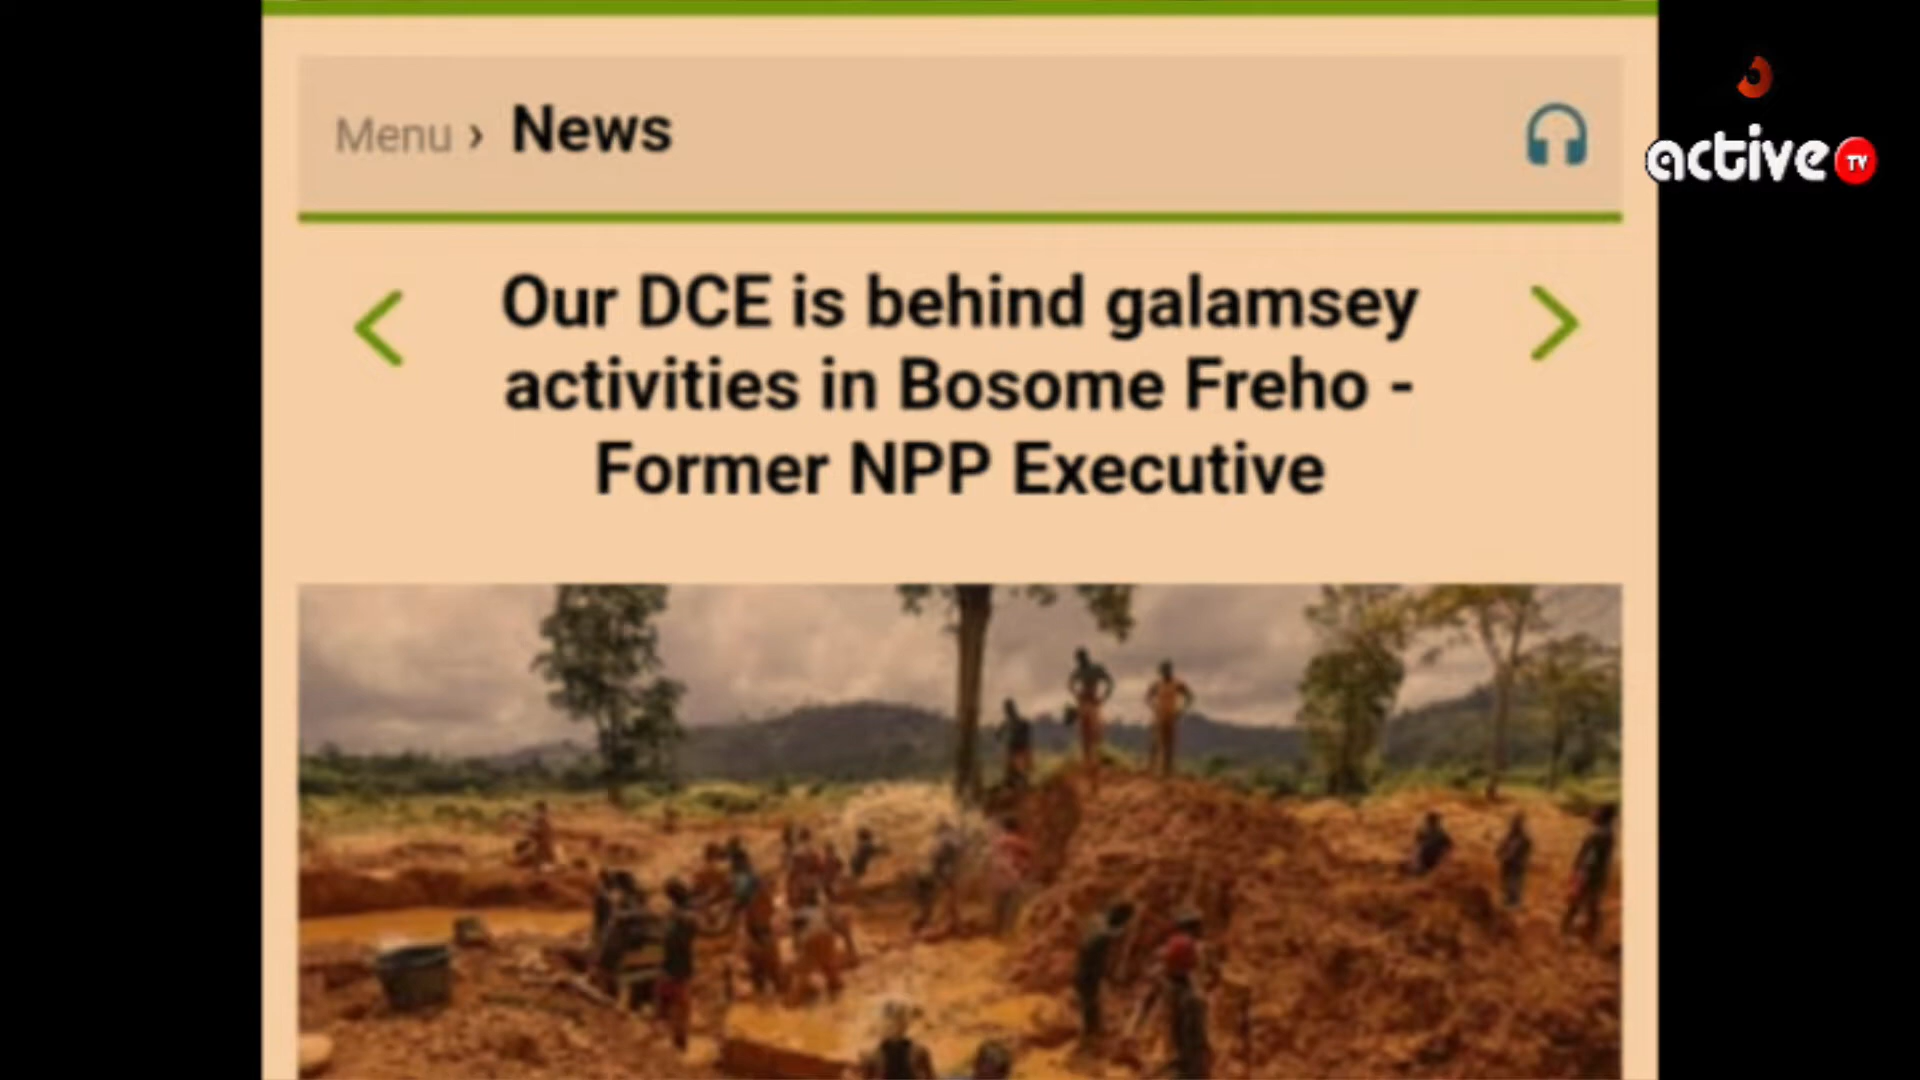 Menu › News
active TV
Our DCE is behind galamsey
activities in Bosome Freho -
Former NPP Executive